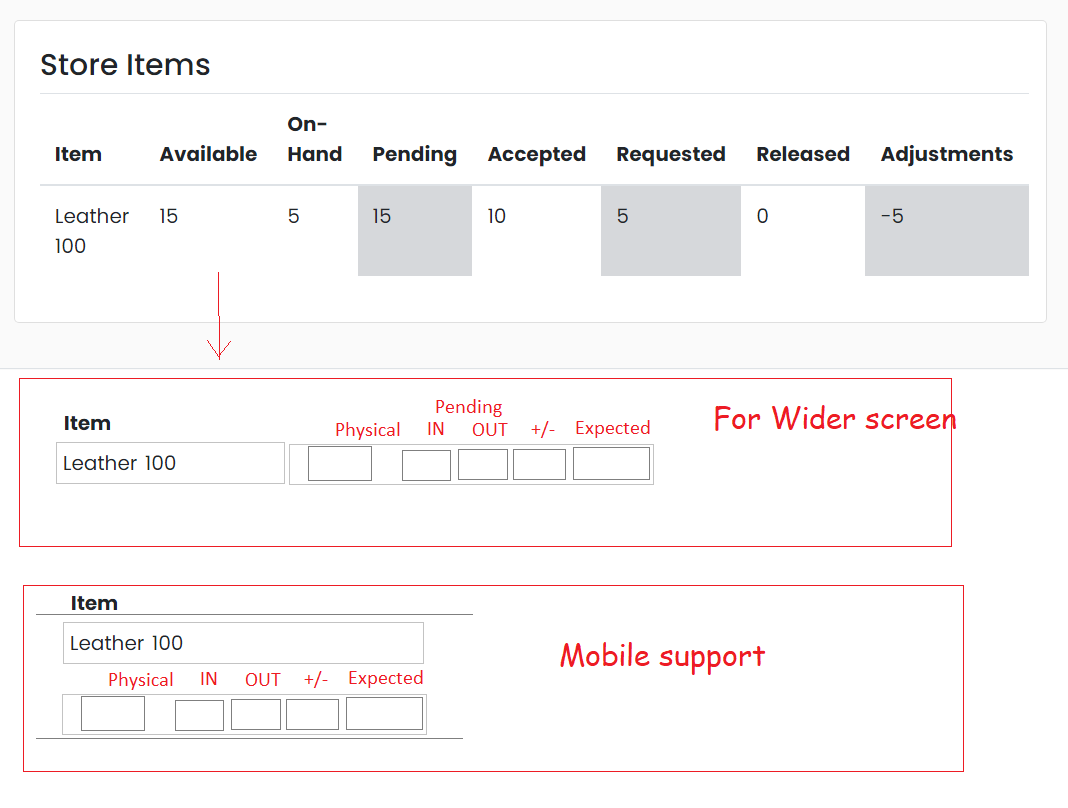 Store Items
Item Available On-Hand Pending Accepted Requested Released Adjustments
Leather 100 15 5 15 10 5 0 -5
For Wider screen
Pending
Item Physical IN OUT +/- Expected
Leather 100
Item
Leather 100
Mobile support
Physical IN OUT +/- Expected